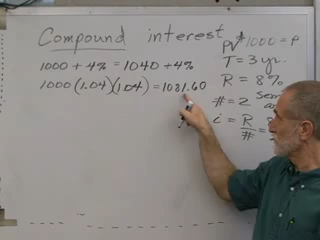 Compound interest
1000 + 4% = 1040 + 4%
1000 (1.04)(1.04) = 1081.60
PV 1000 = P
T = 3 yr.
R = 8%
# = 2
i = R/# =